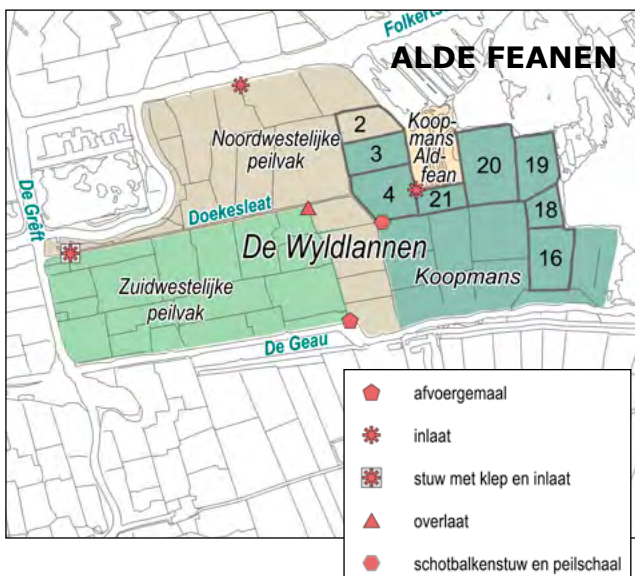 Folkerts
ALDE FEANEN
Noordwestelijke
peilvak
2
3
4
Koop-
mans
Ald-
fean
21
20
19
18
16
De Grêft
Doekesleat
De Wyldlannen
Koopmans
Zuidwestelijke
peilvak
De Geau
afvoergemaal
inlaat
stuw met klep en inlaat
overlaat
schotbalkenstuw en peilschaal